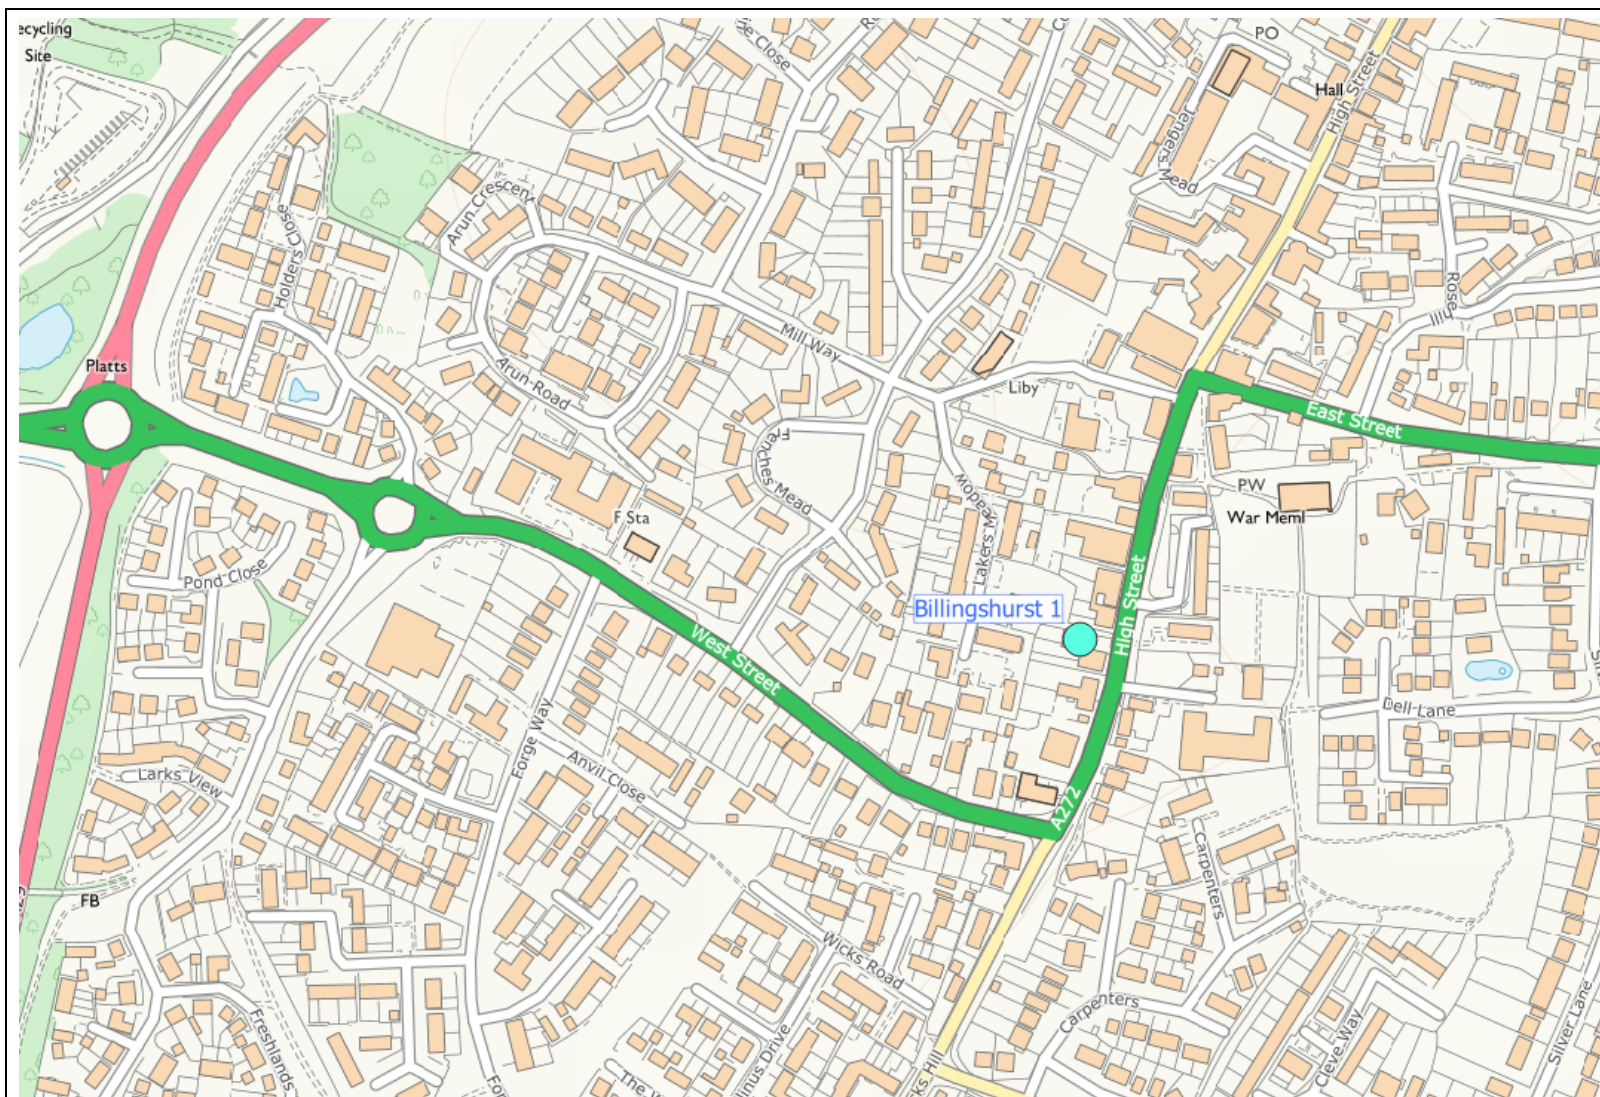 ecycling
Site
PO
Hall
High Street
Jengers
Mead
Arun Crescent
Holders Close
Rosehill
Mill Way
Platts
Arun Road
Liby
East Street
Frenches Mead
Lakers Meadow
PW
War Meml
F Sta
Pond Close
High Street
Billingshurst 1
West Street
Dell Lane
Forge Way
Anvil Close
Larks View
A272
Carpenters
FB
Wicks Road
Carpenters
Freshlands
Silver Lane
Cleve Way